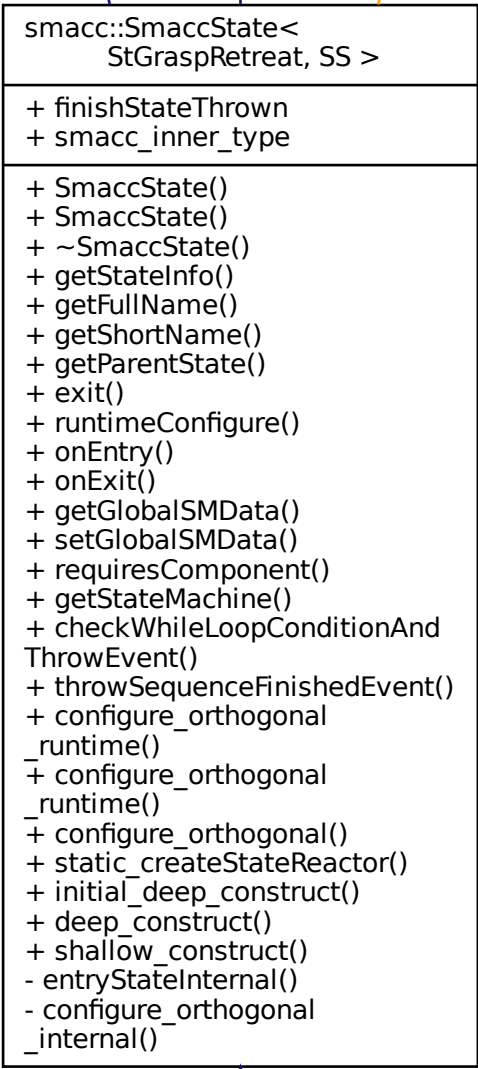 smacc::SmaccState<
StGraspRetreat, SS >
+ finishStateThrown
+ smacc_inner_type
+ SmaccState()
+ SmaccState()
+ ~SmaccState()
+ getStateInfo()
+ getFullName()
+ getShortName()
+ getParentState()
+ exit()
+ runtimeConfigure()
+ onEntry()
+ onExit()
+ getGlobalSMData()
+ setGlobalSMData()
+ requiresComponent()
+ getStateMachine()
+ checkWhileLoopConditionAnd
ThrowEvent()
+ throwSequenceFinishedEvent()
+ configure_orthogonal
_runtime()
+ configure_orthogonal
_runtime()
+ configure_orthogonal()
+ static_createStateReactor()
+ initial_deep_construct()
+ deep_construct()
+ shallow_construct()
- entryStateInternal()
- configure_orthogonal
_internal()